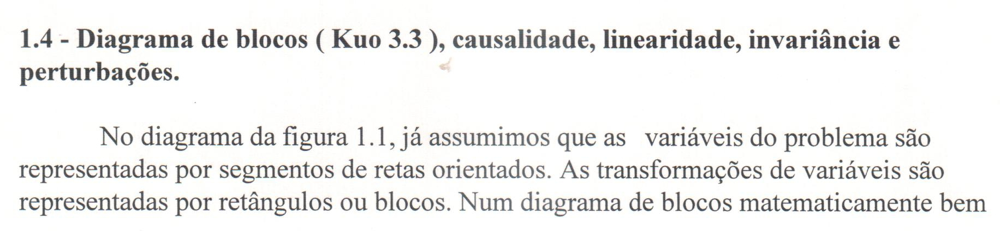 1.4 - Diagrama de blocos ( Kuo 3.3 ), causalidade, linearidade, invariância e
perturbações.
No diagrama da figura 1.1, já assumimos que as variáveis do problema são
representadas por segmentos de retas orientados. As transformações de variáveis são
representadas por retângulos ou blocos. Num diagrama de blocos matematicamente bem